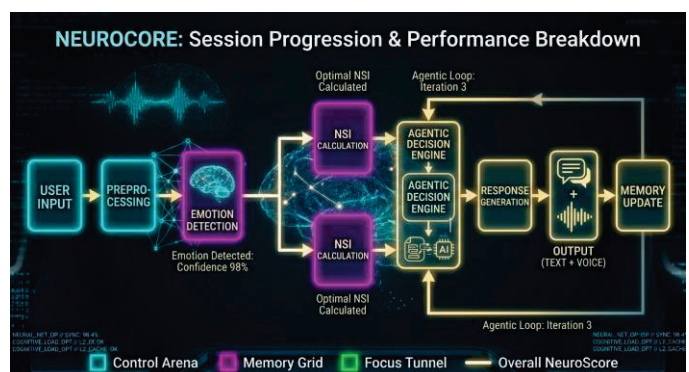 NEUROCORE: Session Progression & Performance Breakdown
Optimal NSI
Calculated
Agentic Loop:
Iteration 3
NSI
CALCULATION
AGENTIC
DECISION
ENGINE
USER
INPUT
PREPRO-
CESSING
EMOTION
DETECTION
AGENTIC
DECISION
ENGINE
RESPONSE
GENERATION
+
MEMORY
UPDATE
NSI
CALCULATION
AI
OUTPUT
(TEXT + VOICE)
Emotion Detected:
Confidence 98%
Optimal NSI
Calculated
Agentic Loop: Iteration 3
Control Arena
Memory Grid
Focus Tunnel
Overall NeuroScore